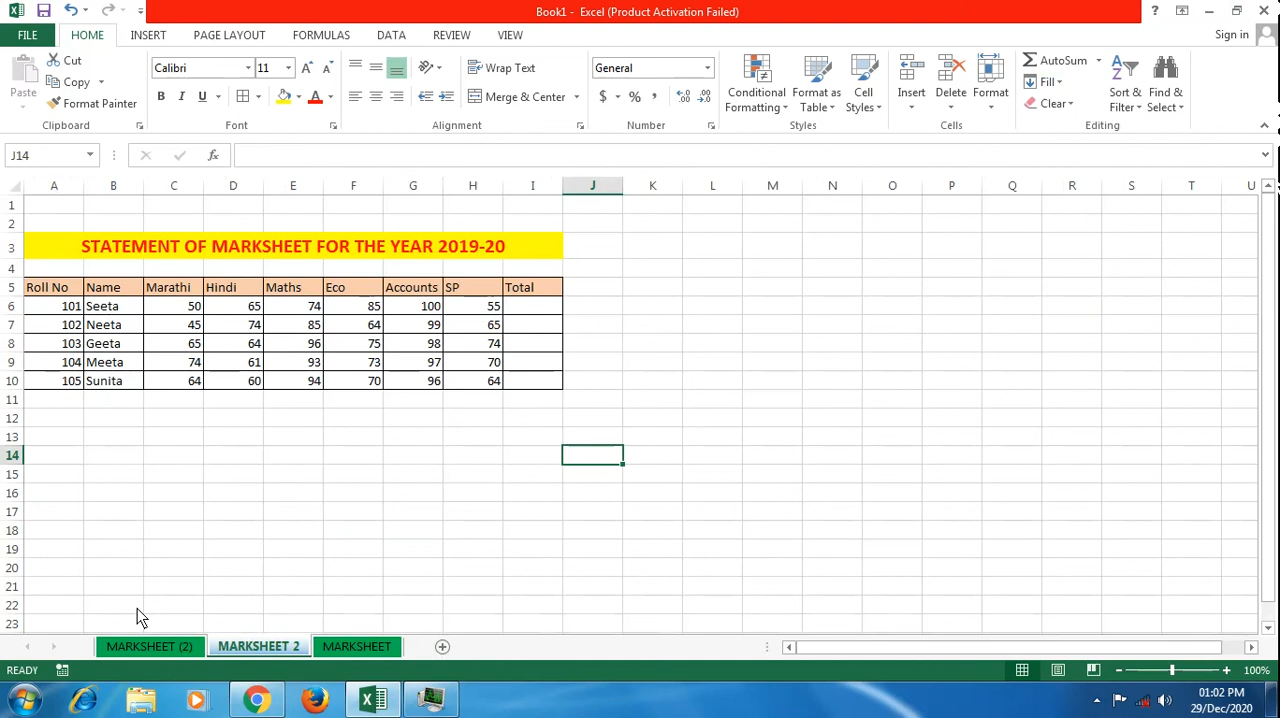 Book1 - Excel (Product Activation Failed)
FILE HOME INSERT PAGE LAYOUT FORMULAS DATA REVIEW VIEW Sign in
Paste Cut Copy Format Painter
Calibri 11 B I U
Wrap Text Merge & Center
General $ % ,
Conditional Formatting Format as Table Cell Styles
Insert Delete Format
AutoSum Fill Clear Sort & Filter Find & Select
Clipboard Font Alignment Number Styles Cells Editing
J14 fx
A B C D E F G H I J K L M N O P Q R S T U
1
2
3 STATEMENT OF MARKSHEET FOR THE YEAR 2019-20
4
5 Roll No Name Marathi Hindi Maths Eco Accounts SP Total
6 101 Seeta 50 65 74 85 100 55
7 102 Neeta 45 74 85 64 99 65
8 103 Geeta 65 64 96 75 98 74
9 104 Meeta 74 61 93 73 97 70
10 105 Sunita 64 60 94 70 96 64
11
12
13
14
15
16
17
18
19
20
21
22
23
MARKSHEET (2) MARKSHEET 2 MARKSHEET
READY 100%
01:02 PM
29/Dec/2020